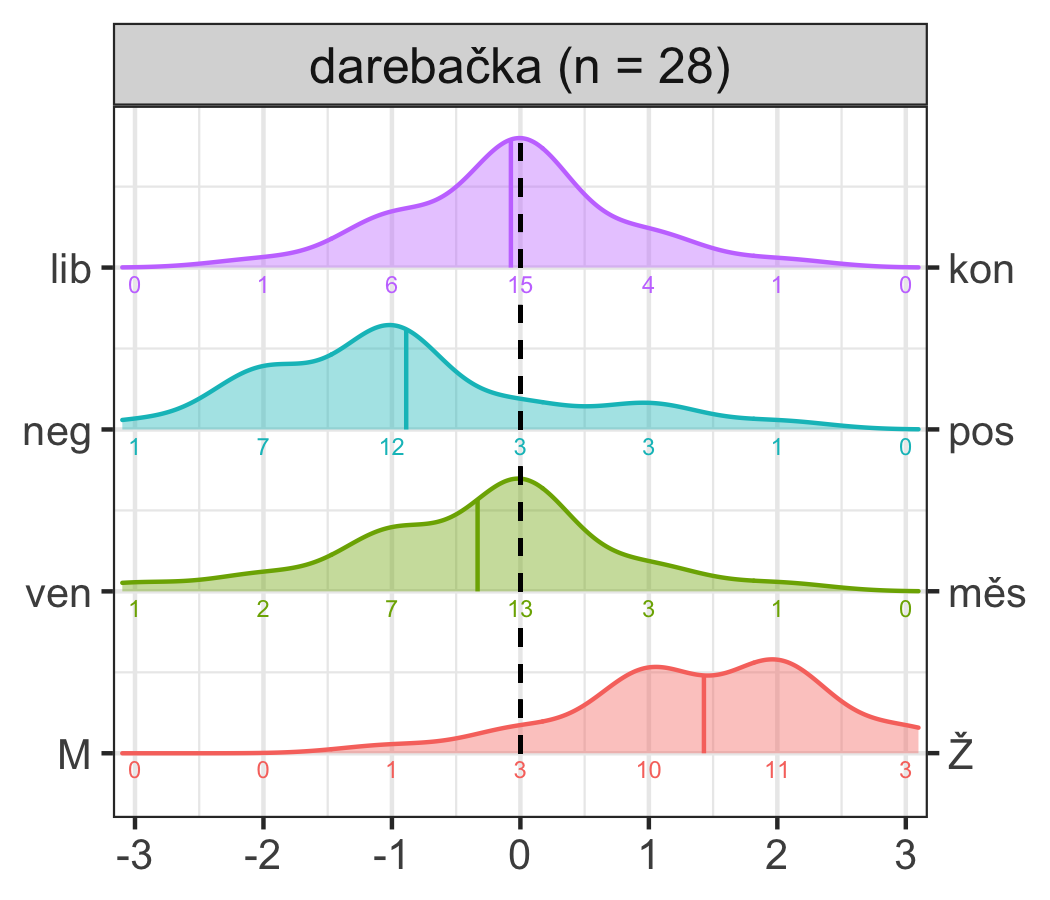 darebačka (n = 28)
lib kon
0 1 6 15 4 1 0
neg pos
1 7 12 3 3 1 0
ven měs
1 2 7 13 3 1 0
M Ž
0 0 1 3 10 11 3
-3 -2 -1 0 1 2 3